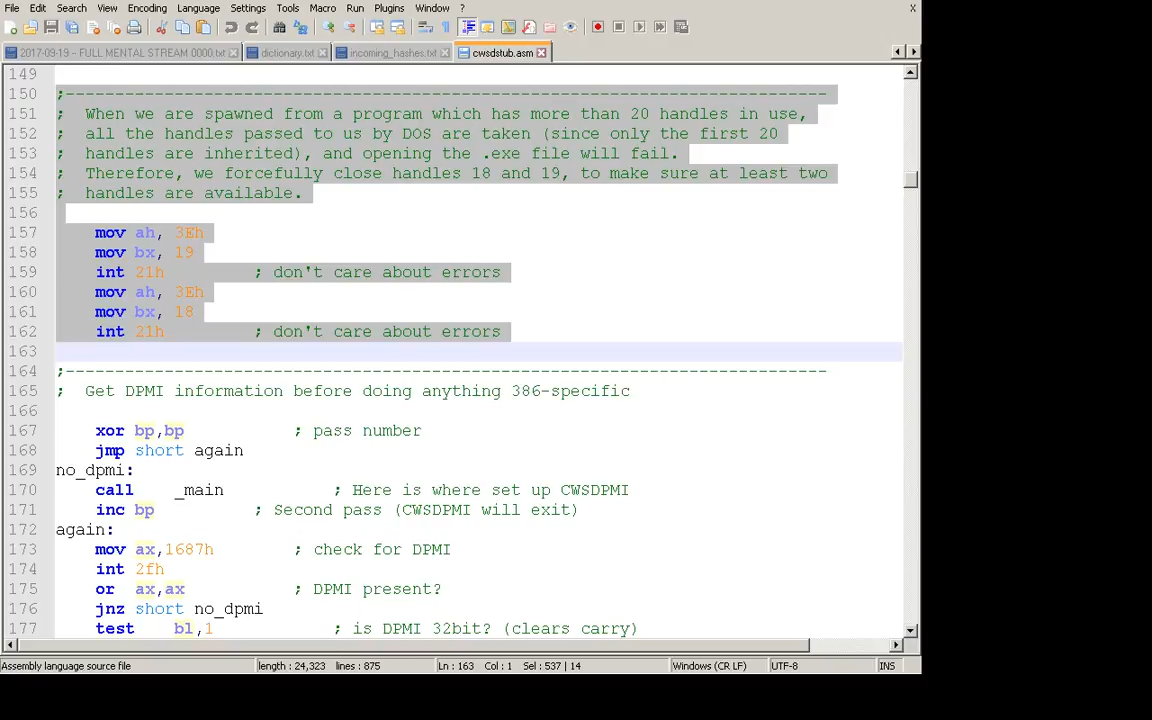 File Edit Search View Encoding Language Settings Tools Macro Run Plugins Window ? X
2017-09-19 – FULL MENTAL STREAM 0000.txt dictionary.txt incoming_hashes.txt cwsdstub.asm
149
150 ;-----------------------------------------------------------------------------
151 ;  When we are spawned from a program which has more than 20 handles in use,
152 ;  all the handles passed to us by DOS are taken (since only the first 20
153 ;  handles are inherited), and opening the .exe file will fail.
154 ;  Therefore, we forcefully close handles 18 and 19, to make sure at least two
155 ;  handles are available.
156
157     mov ah, 3Eh
158     mov bx, 19
159     int 21h         ; don't care about errors
160     mov ah, 3Eh
161     mov bx, 18
162     int 21h         ; don't care about errors
163
164 ;-----------------------------------------------------------------------------
165 ;  Get DPMI information before doing anything 386-specific
166
167     xor bp,bp           ; pass number
168     jmp short again
169 no_dpmi:
170     call    _main              ; Here is where set up CWSDPMI
171     inc bp          ; Second pass (CWSDPMI will exit)
172 again:
173     mov ax,1687h        ; check for DPMI
174     int 2fh
175     or  ax,ax           ; DPMI present?
176     jnz short no_dpmi
177     test    bl,1            ; is DPMI 32bit? (clears carry)
Assembly language source file length : 24,323 lines : 875 Ln : 163 Col : 1 Sel : 537 | 14 Windows (CR LF) UTF-8 INS